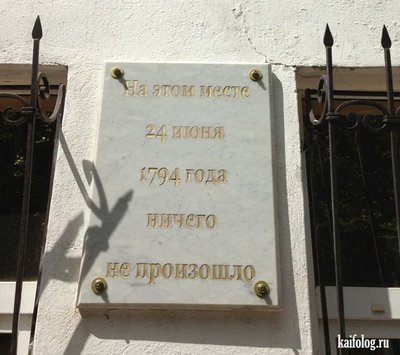 На этом месте
24 июня
1794 года
ничего
не произошло
kaifolog.ru